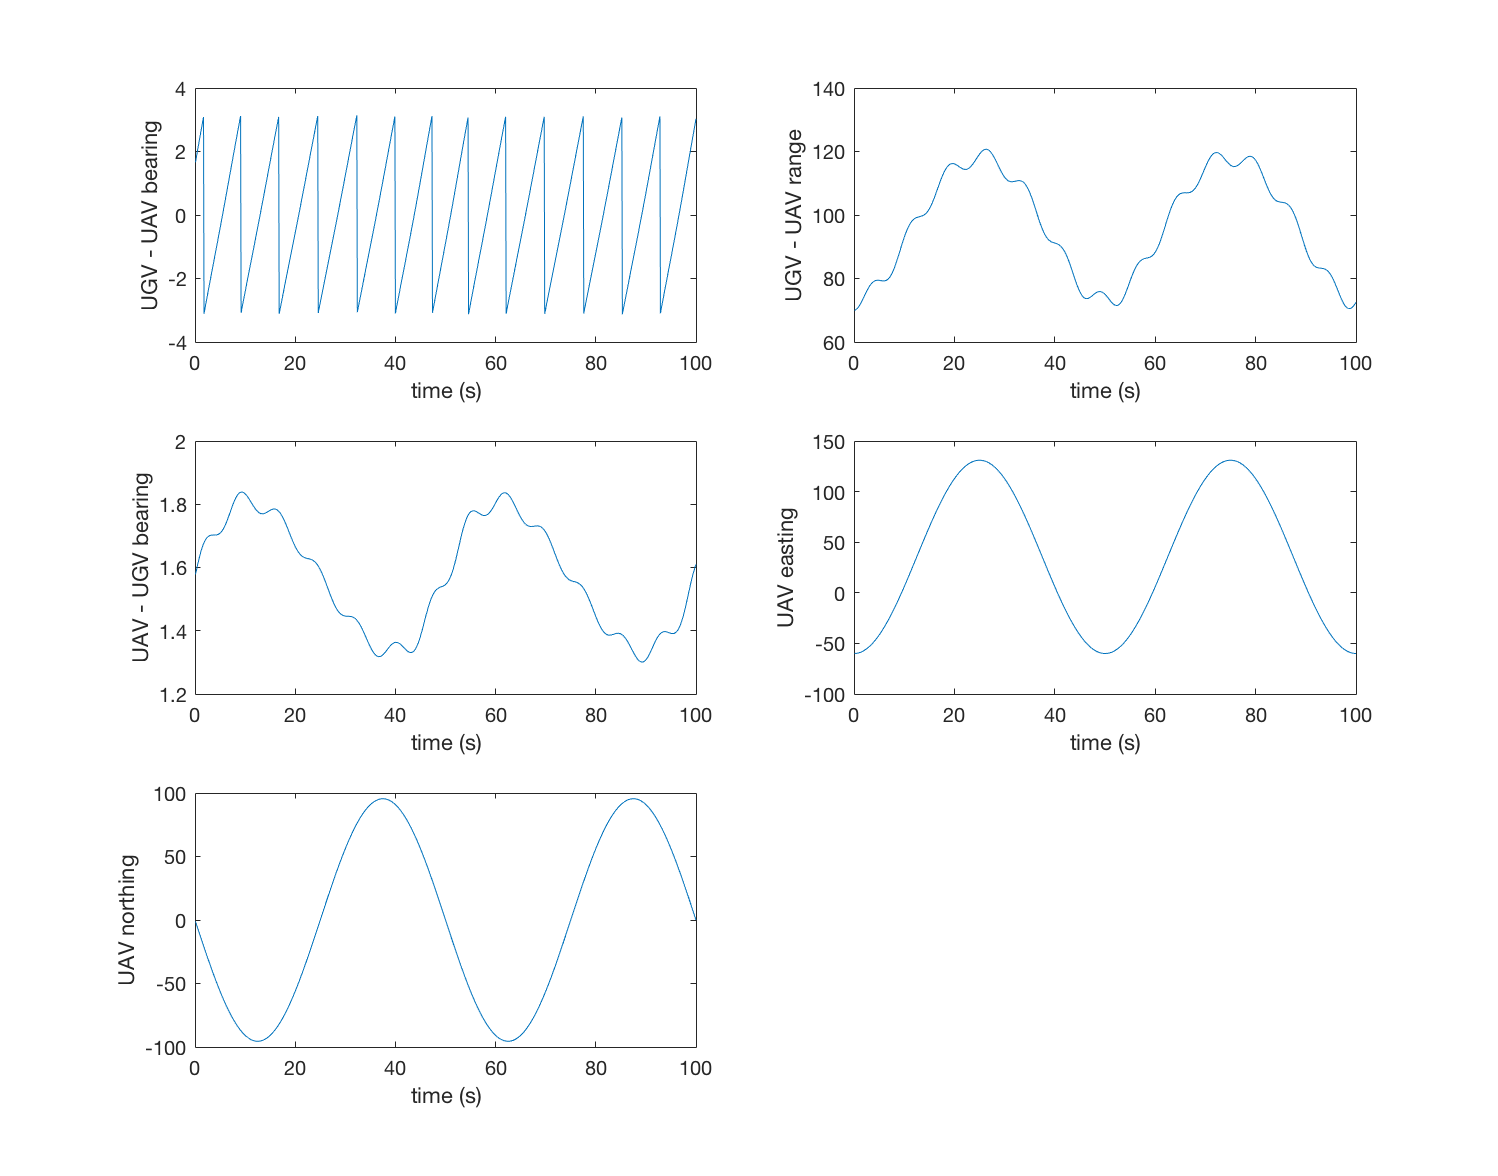 4
2
0
-2
-4
UGV - UAV bearing
0 20 40 60 80 100
time (s)
140
120
100
80
60
UGV - UAV range
0 20 40 60 80 100
time (s)
2
1.8
1.6
1.4
1.2
UAV - UGV bearing
0 20 40 60 80 100
time (s)
150
100
50
0
-50
-100
UAV easting
0 20 40 60 80 100
time (s)
100
50
0
-50
-100
UAV northing
0 20 40 60 80 100
time (s)